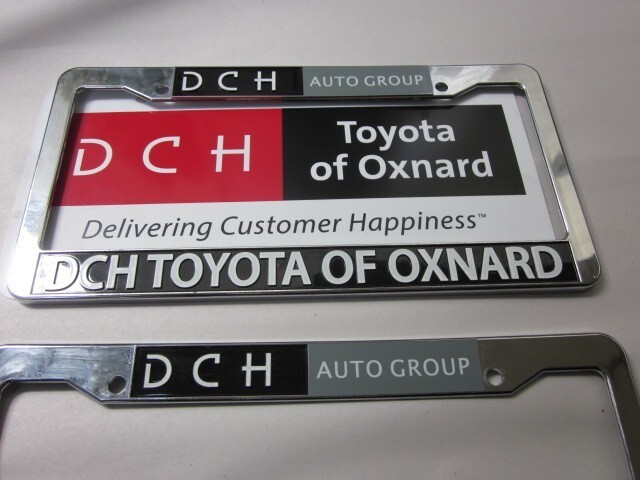 DCH AUTO GROUP
DCH Toyota
of Oxnard
Delivering Customer Happiness™
DCH TOYOTA OF OXNARD
DCH AUTO GROUP